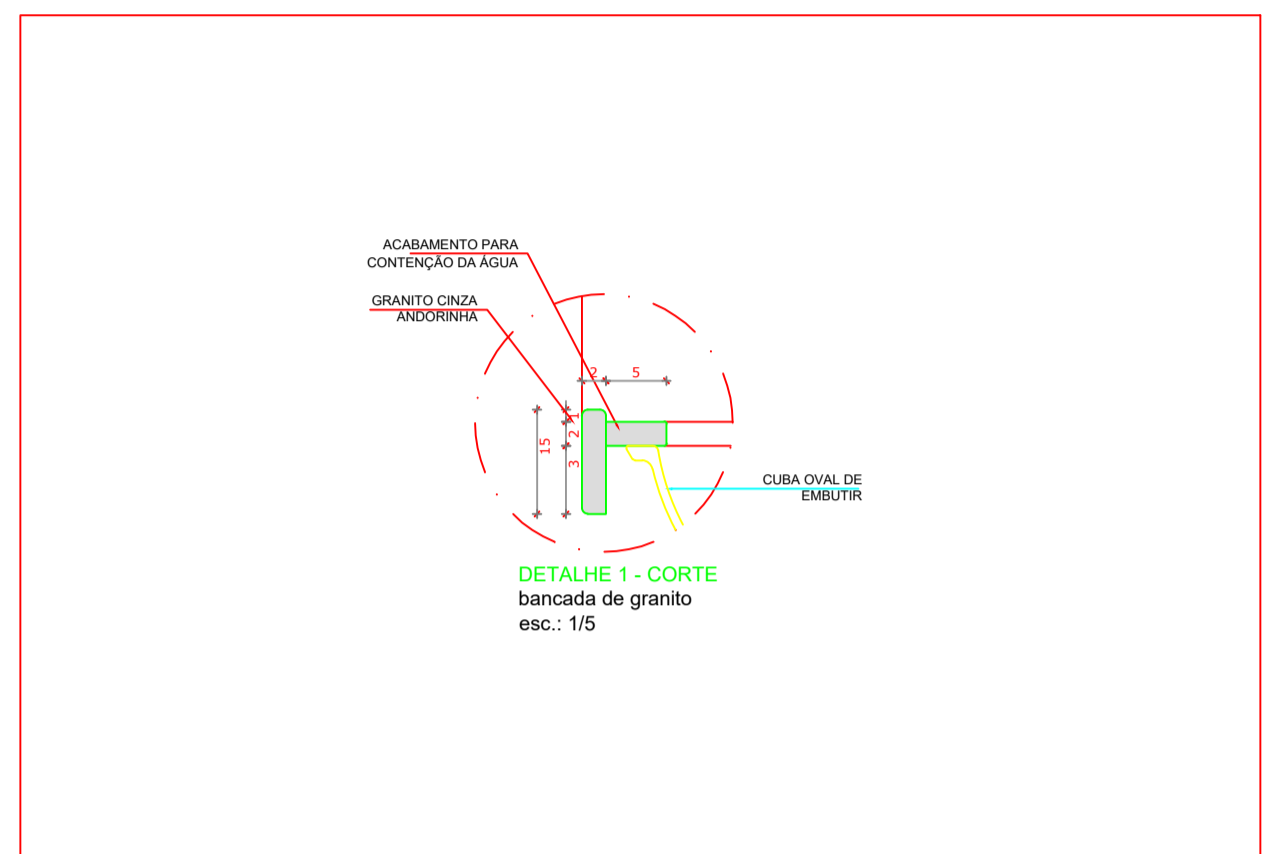 ACABAMENTO PARA
CONTENÇÃO DA ÁGUA
GRANITO CINZA
ANDORINHA
2
5
1
2
3
15
CUBA OVAL DE
EMBUTIR
DETALHE 1 - CORTE
bancada de granito
esc.: 1/5